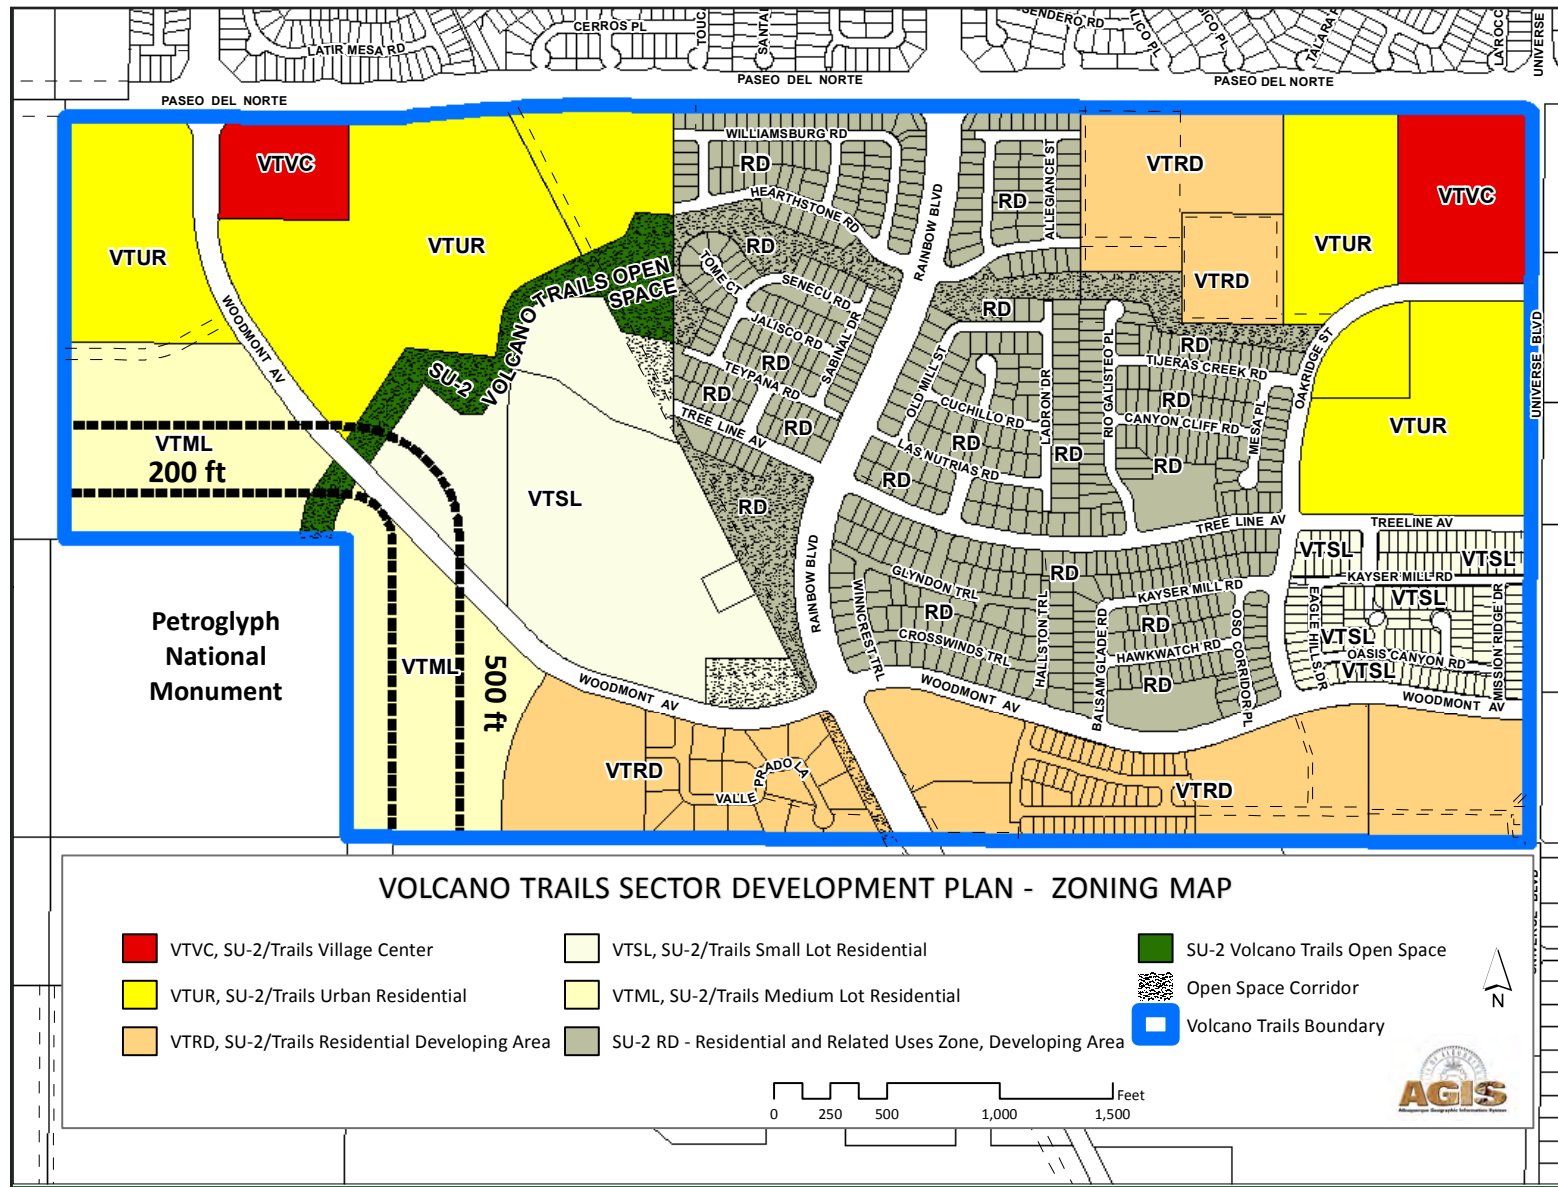 SENDERO RD
CERROS PL
LATIR MESA RD
UNIVERSE
PASEO DEL NORTE
PASEO DEL NORTE
PASEO DEL NORTE
WILLIAMSBURG RD
VTVC
RD
VTRD
VTVC
HEARTHSTONE RD
RD
ALLEGIANCE ST
RAINBOW BLVD
VTUR
VTUR
RD
VTUR
TOME CT
VTRD
SENECU RD
VOLCANO TRAILS OPEN
SPACE
SU-2
WOODMONT AV
RD
JALISCO RD
SABINAL DR
RD
TEYPANA RD
OLD MILL ST
RIO GALISTEO PL
RD
TIJERAS CREEK RD
OAKRIDGE ST
UNIVERSE BLVD
RD
LADRON DR
RD
CUCHILLO RD
CANYON CLIFF RD
MESA PL
TREE LINE AV
RD
VTUR
VTML
200 ft
RD
LAS NUTRIAS RD
RD
RD
RD
VTSL
RD
TREE LINE AV
TREELINE AV
RAINBOW BLVD
VTSL
VTSL
GLYNDON TRL
RD
KAYSER MILL RD
KAYSER MILL RD
WINNCREST TRL
RD
HALLSTON TRL
BALSAM GLADE RD
RD
OSO CORRIDOR PL
EAGLE HILLS DR
VTSL
MISSION RIDGE DR
Petroglyph
National
Monument
CROSSWINDS TRL
HAWKWATCH RD
VTSL
OASIS CANYON RD
VTML
500 ft
RD
VTSL
WOODMONT AV
WOODMONT AV
WOODMONT AV
VTRD
VALLE PRADO LA
VTRD
VOLCANO TRAILS SECTOR DEVELOPMENT PLAN - ZONING MAP
VTVC, SU-2/Trails Village Center
VTUR, SU-2/Trails Urban Residential
VTRD, SU-2/Trails Residential Developing Area
VTSL, SU-2/Trails Small Lot Residential
VTML, SU-2/Trails Medium Lot Residential
SU-2 RD - Residential and Related Uses Zone, Developing Area
SU-2 Volcano Trails Open Space
Open Space Corridor
Volcano Trails Boundary
N
0 250 500 1,000 1,500
Feet
AGIS
Albuquerque Geographic Information System